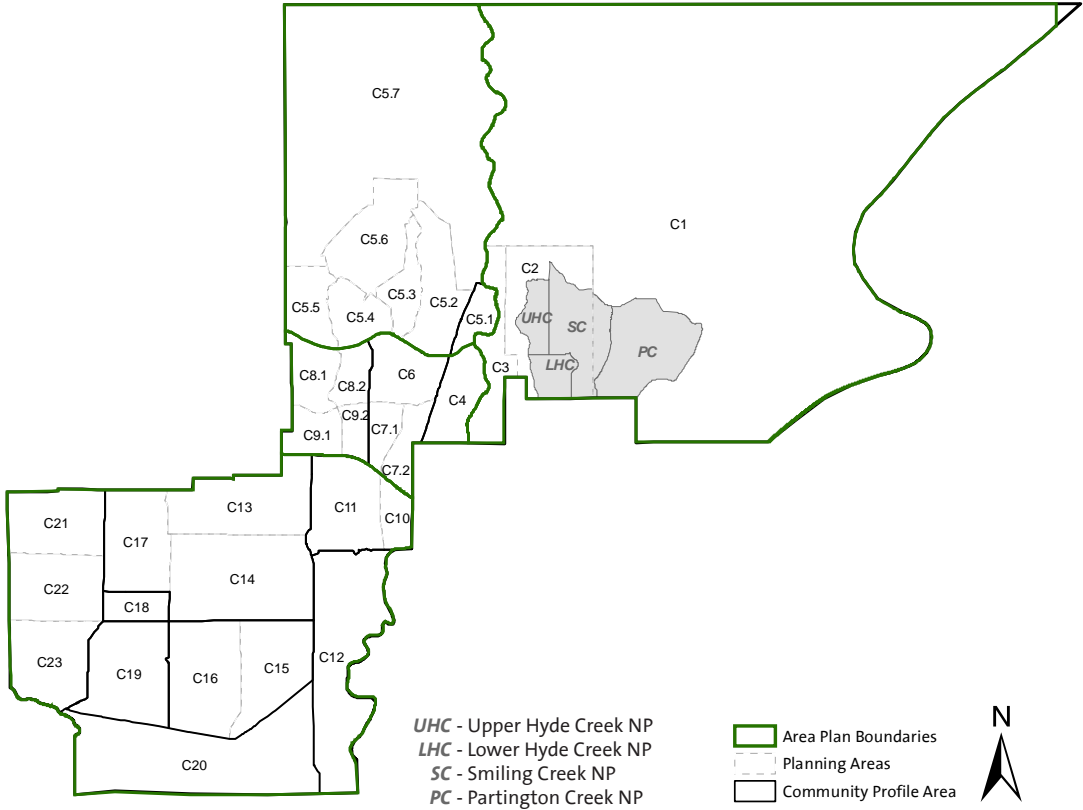 C5.7
C1
C5.6
C2
C5.3
C5.2
C5.5
C5.4
C5.1
UHC
SC
PC
LHC
C3
C8.1
C8.2
C6
C4
C9.2
C9.1
C7.1
C7.2
C13
C11
C10
C21
C17
C14
C22
C18
C23
C19
C16
C15
C12
C20
UHC - Upper Hyde Creek NP
LHC - Lower Hyde Creek NP
SC - Smiling Creek NP
PC - Partington Creek NP
Area Plan Boundaries
Planning Areas
Community Profile Area
N